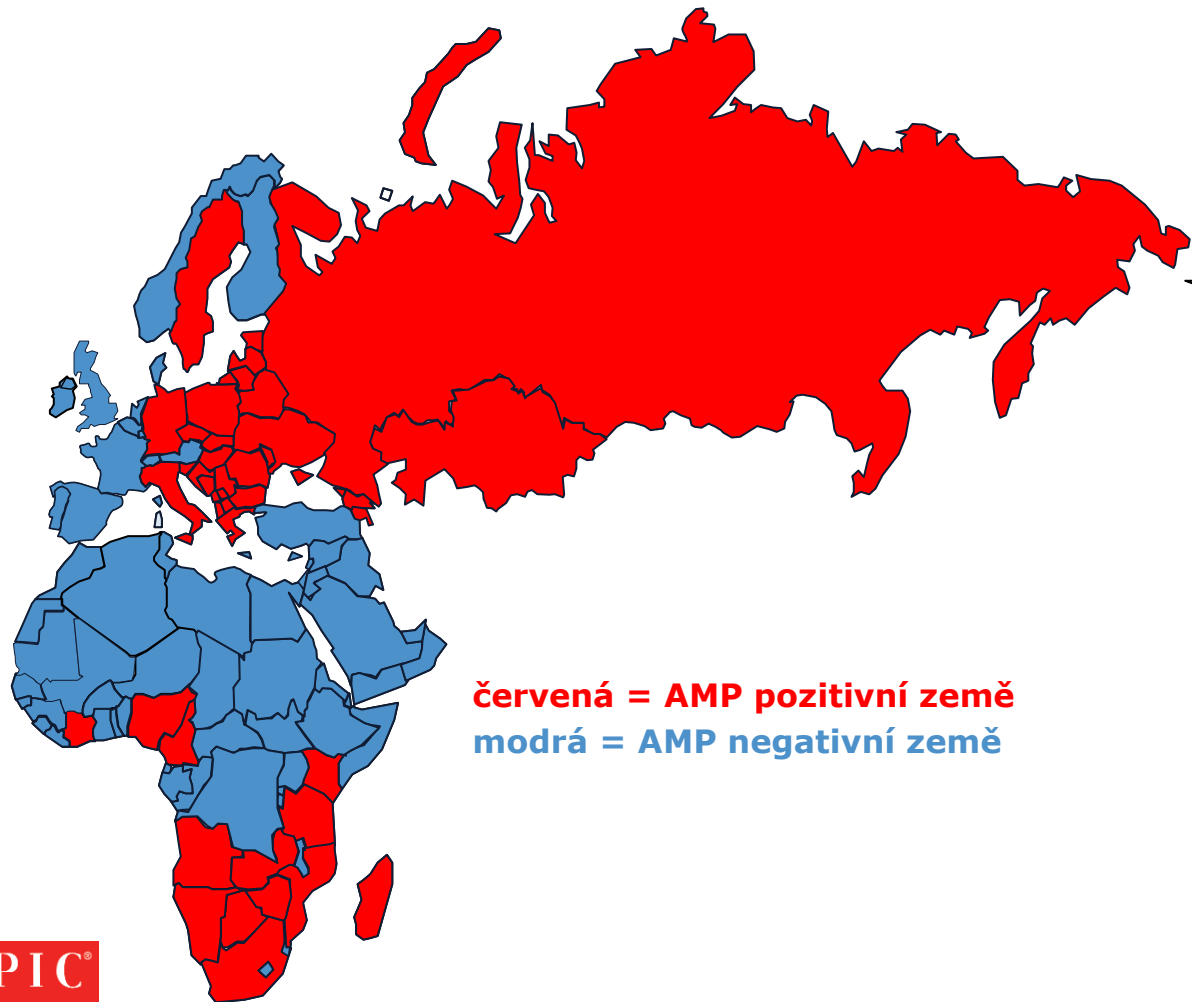 červená = AMP pozitivní země
modrá = AMP negativní země
PIC®